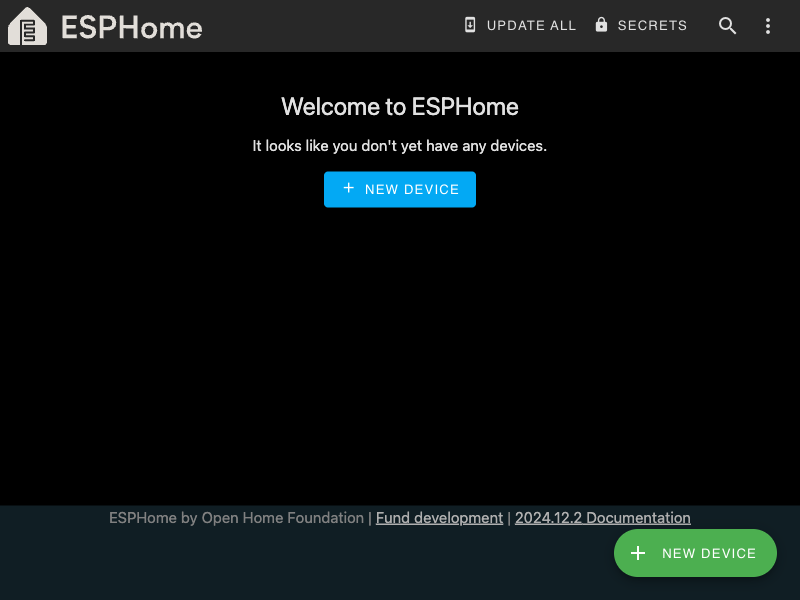 ESPHome
UPDATE ALL
SECRETS
Welcome to ESPHome
It looks like you don't yet have any devices.
+ NEW DEVICE
ESPHome by Open Home Foundation | Fund development | 2024.12.2 Documentation
+ NEW DEVICE